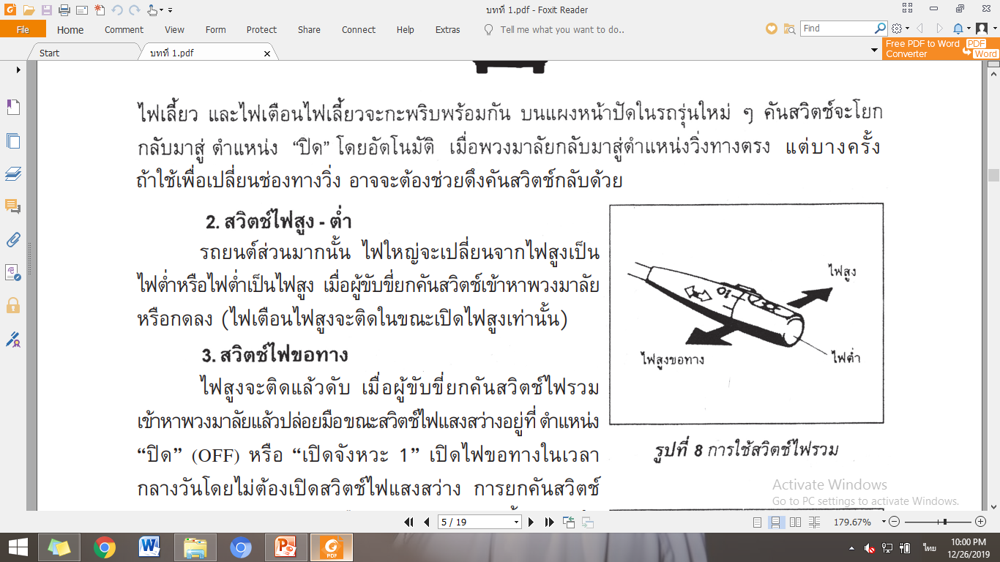 บทที่ 1.pdf - Foxit Reader
File Home Comment View Form Protect Share Connect Help Extras Tell me what you want to do.. Find
Start บทที่ 1.pdf
Free PDF to Word Converter PDF Word
ไฟเลี้ยว และไฟเตือนไฟเลี้ยวจะกะพริบพร้อมกัน บนแผงหน้าปัดในรถรุ่นใหม่ ๆ คันสวิตช์จะโยก
กลับมาสู่ ตำแหน่ง “ปิด” โดยอัตโนมัติ เมื่อพวงมาลัยกลับมาสู่ตำแหน่งวิ่งทางตรง แต่บางครั้ง
ถ้าใช้เพื่อเปลี่ยนช่องทางวิ่ง อาจจะต้องช่วยดึงคันสวิตช์กลับด้วย
2. สวิตช์ไฟสูง - ต่ำ
รถยนต์ส่วนมากนั้น ไฟใหญ่จะเปลี่ยนจากไฟสูงเป็น
ไฟต่ำหรือไฟต่ำเป็นไฟสูง เมื่อผู้ขับขี่ยกคันสวิตช์เข้าหาพวงมาลัย
หรือกดลง (ไฟเตือนไฟสูงจะติดในขณะเปิดไฟสูงเท่านั้น)
3. สวิตช์ไฟขอทาง
ไฟสูงจะติดแล้วดับ เมื่อผู้ขับขี่ยกคันสวิตช์ไฟรวม
เข้าหาพวงมาลัยแล้วปล่อยมือขณะสวิตช์ไฟแสงสว่างอยู่ที่ ตำแหน่ง
“ปิด” (OFF) หรือ “เปิดจังหวะ 1” เปิดไฟขอทางในเวลา
กลางวันโดยไม่ต้องเปิดสวิตช์ไฟแสงสว่าง การยกคันสวิตช์
ไฟสูง
ไฟสูงขอทาง
ไฟต่ำ
รูปที่ 8 การใช้สวิตช์ไฟรวม
Activate Windows
Go to PC settings to activate Windows.
5 / 19
179.67%
ไทย
10:00 PM
12/26/2019